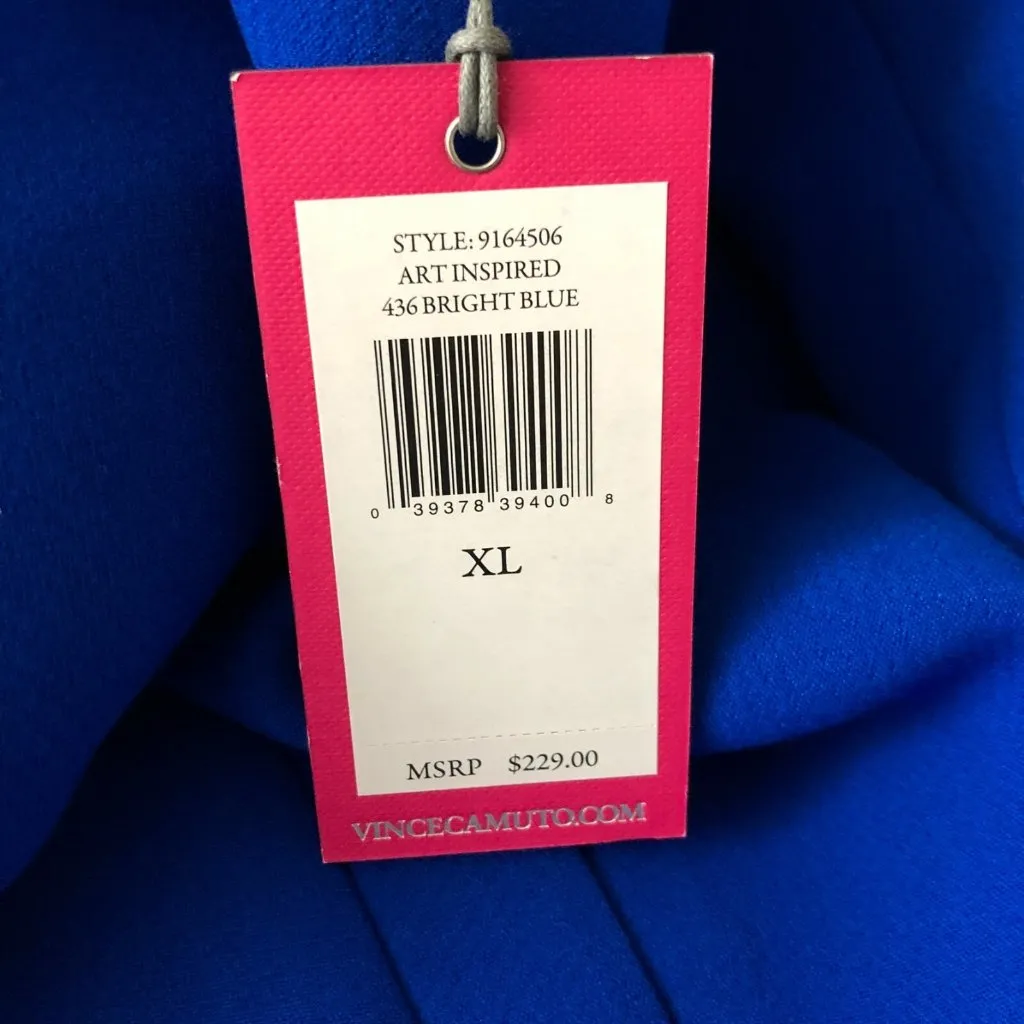 STYLE: 9164506
ART INSPIRED
436 BRIGHT BLUE
0 39378 39400 8
XL
MSRP $229.00
VINCECAMUTO.COM